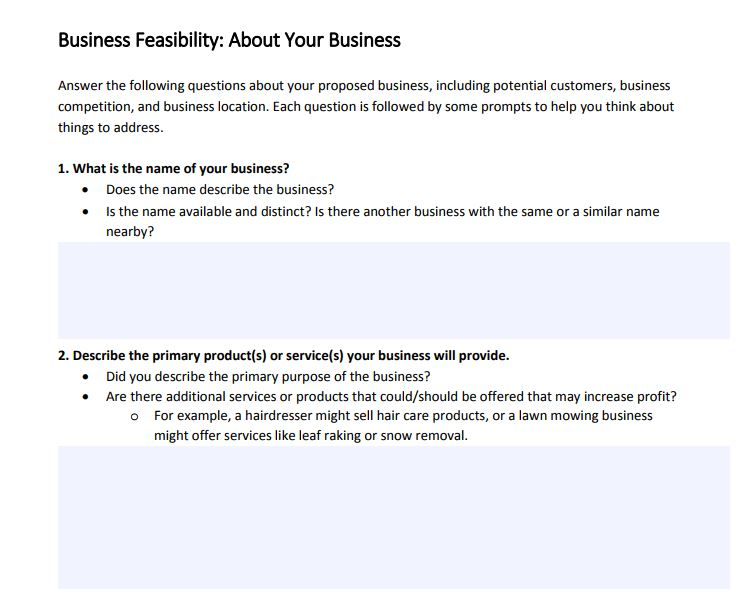 Business Feasibility: About Your Business
Answer the following questions about your proposed business, including potential customers, business
competition, and business location. Each question is followed by some prompts to help you think about
things to address.
1. What is the name of your business?
• Does the name describe the business?
• Is the name available and distinct? Is there another business with the same or a similar name
nearby?
2. Describe the primary product(s) or service(s) your business will provide.
• Did you describe the primary purpose of the business?
• Are there additional services or products that could/should be offered that may increase profit?
o For example, a hairdresser might sell hair care products, or a lawn mowing business
might offer services like leaf raking or snow removal.